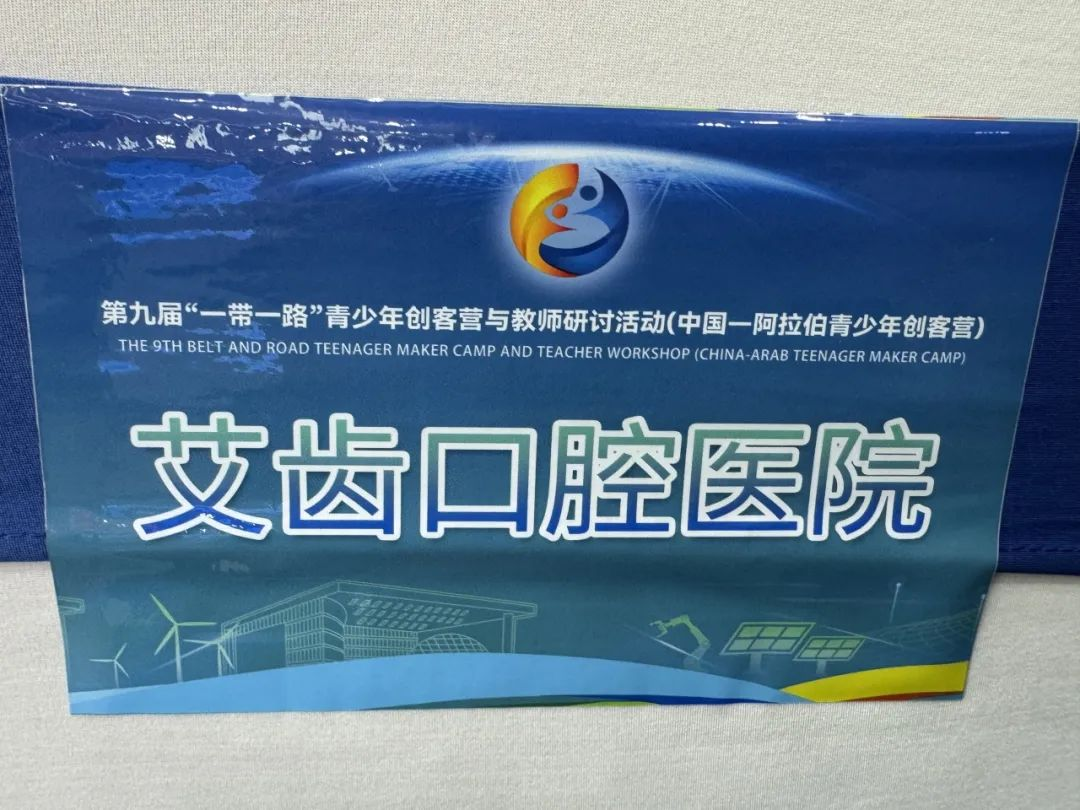 第九届“一带一路”青少年创客营与教师研讨活动(中国—阿拉伯青少年创客营)
THE 9TH BELT AND ROAD TEENAGER MAKER CAMP AND TEACHER WORKSHOP (CHINA-ARAB TEENAGER MAKER CAMP)
艾齿口腔医院